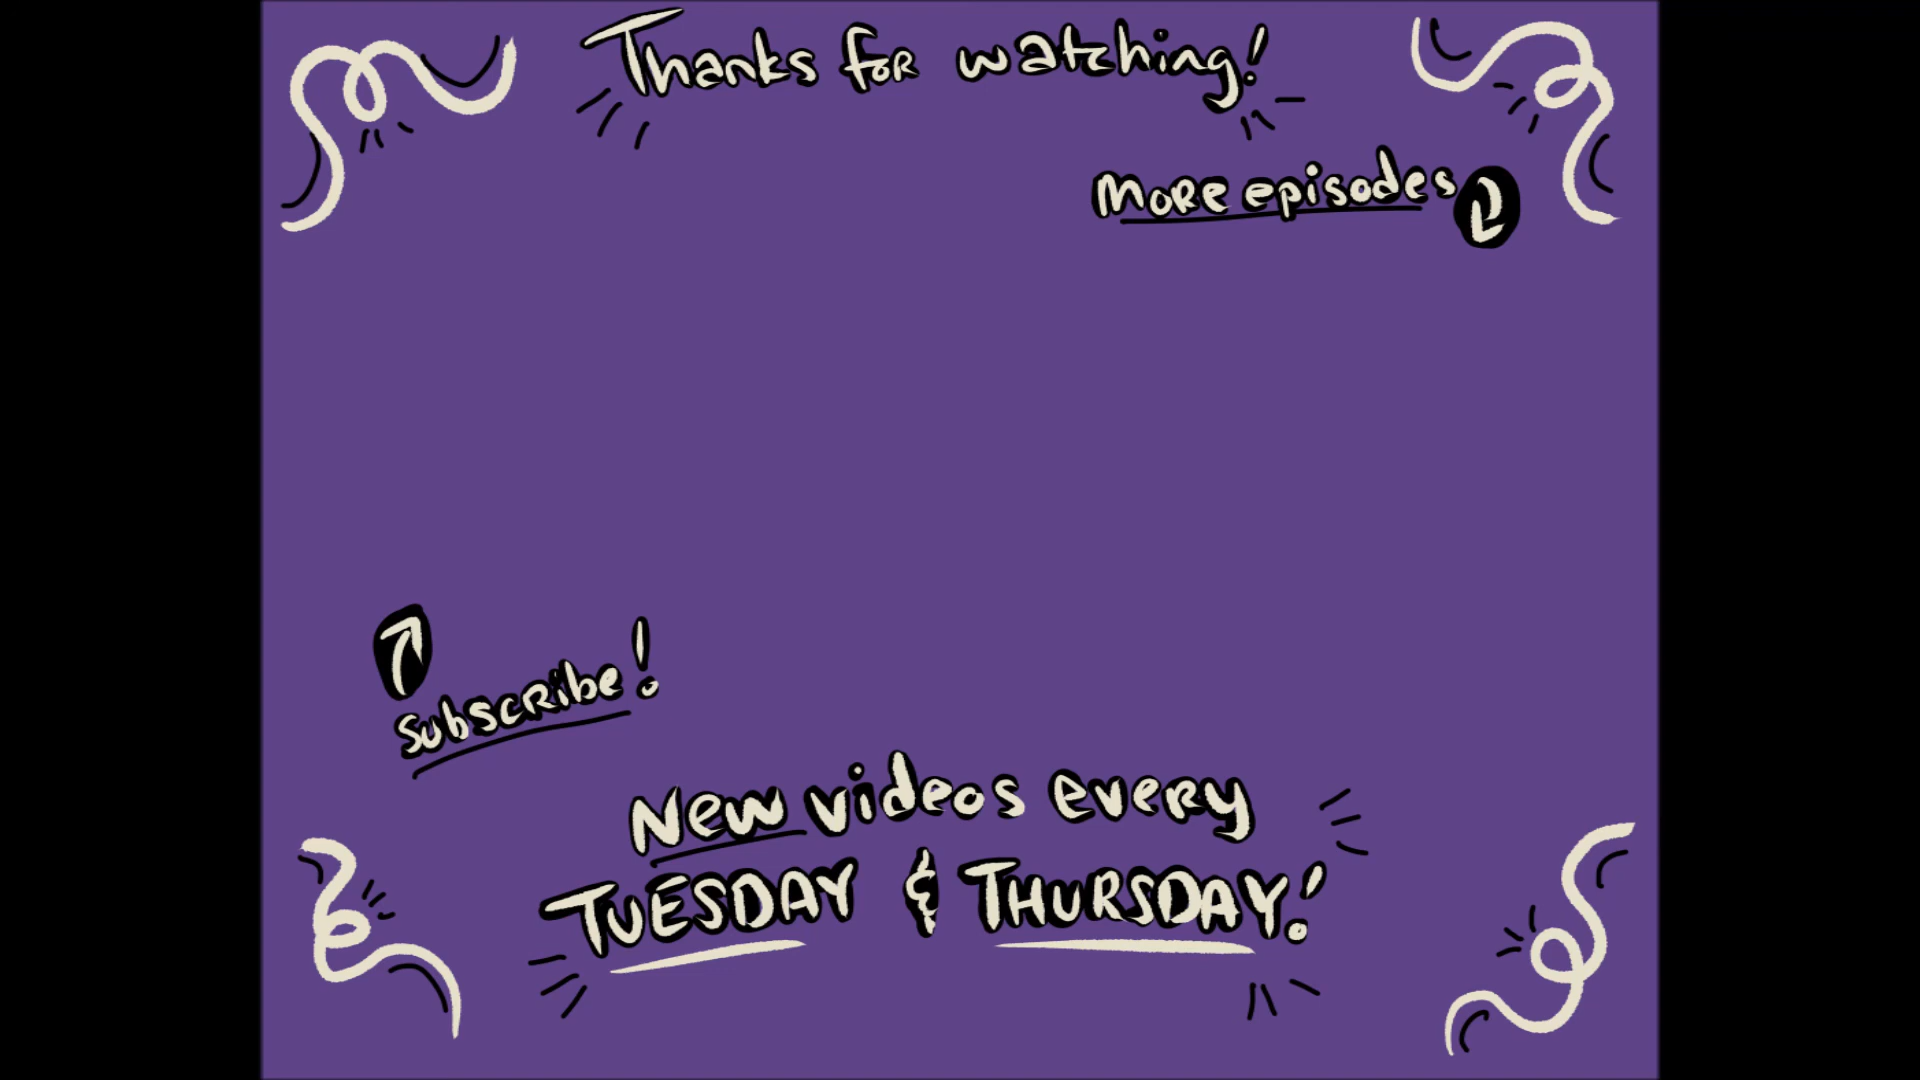 Thanks for watching!
More episodes
Subscribe!
New videos every
TUESDAY & THURSDAY!